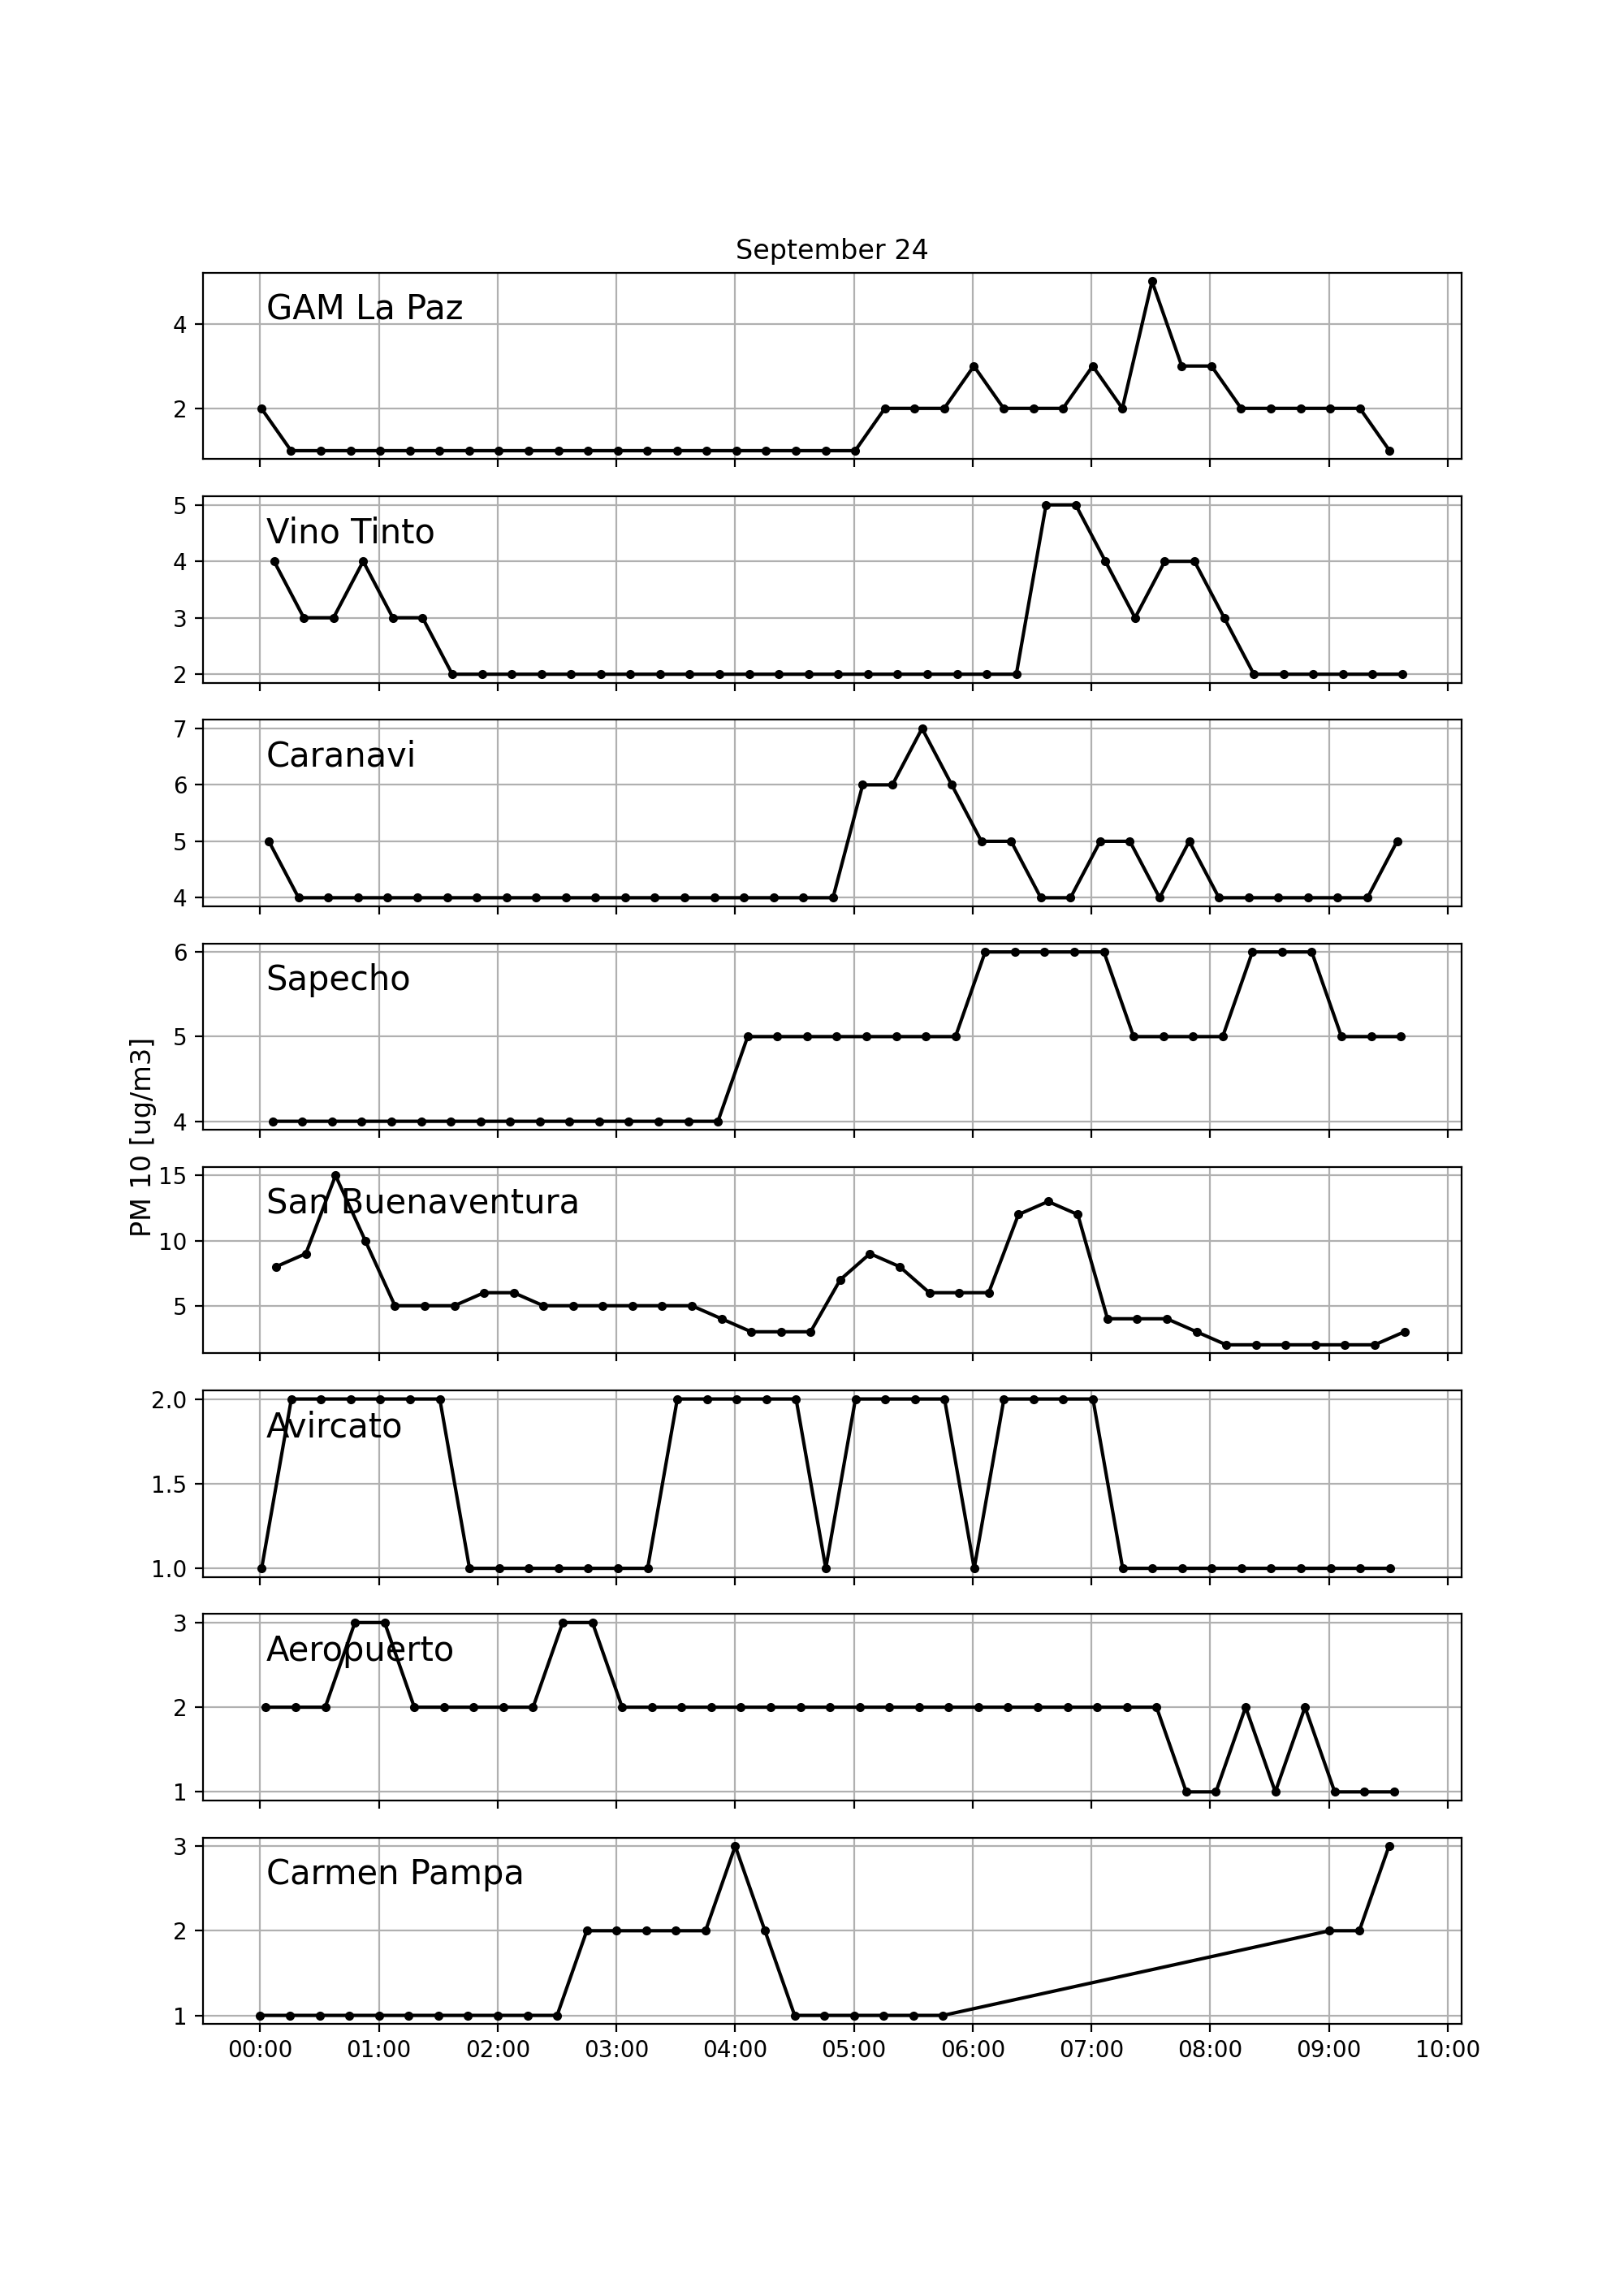 September 24
GAM La Paz
4
2
Vino Tinto
5
4
3
2
Caranavi
7
6
5
4
Sapecho
6
5
4
PM 10 [ug/m3]
San Buenaventura
15
10
5
Avircato
2.0
1.5
1.0
Aeropuerto
3
2
1
Carmen Pampa
3
2
1
00:00 01:00 02:00 03:00 04:00 05:00 06:00 07:00 08:00 09:00 10:00